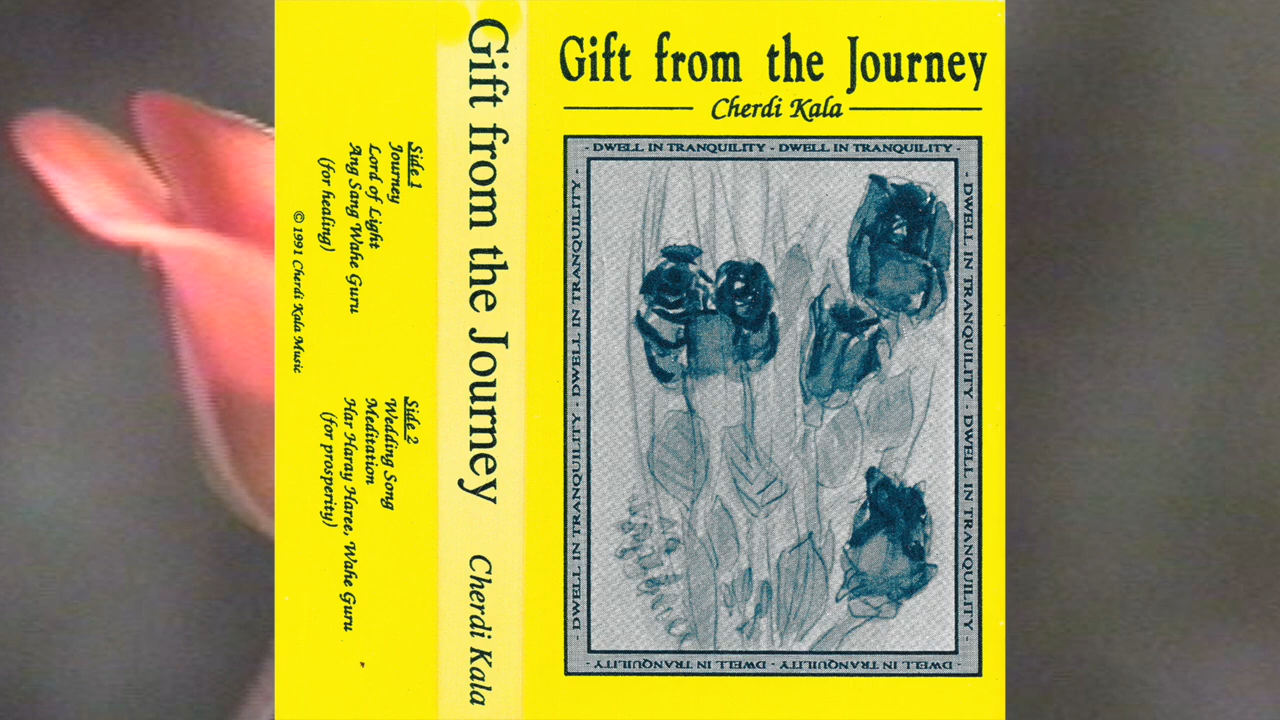 Side 1
Journey
Lord of Light
Ang Sang Wahe Guru
(for healing)
Side 2
Wedding Song
Meditation
Har Haray Haree, Wahe Guru
(for prosperity)
© 1991 Cherdi Kala Music
Gift from the Journey Cherdi Kala
Gift from the Journey
Cherdi Kala
- DWELL IN TRANQUILITY - DWELL IN TRANQUILITY -
- DWELL IN TRANQUILITY - DWELL IN TRANQUILITY -
- DWELL IN TRANQUILITY - DWELL IN TRANQUILITY -
- DWELL IN TRANQUILITY - DWELL IN TRANQUILITY - DWELL IN TRANQUILITY -